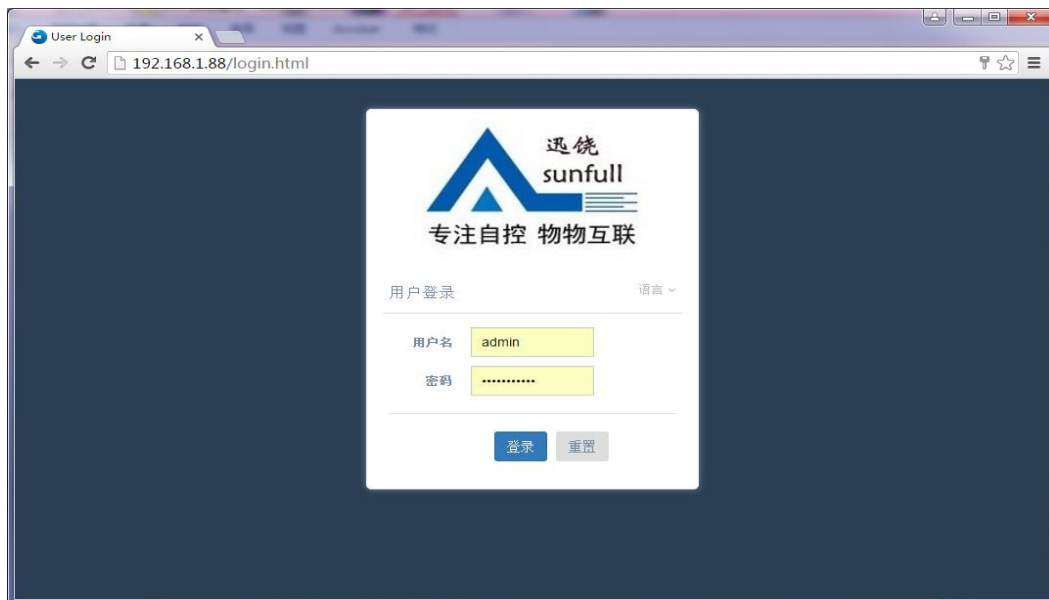 User Login
192.168.1.88/login.html
迅饶
sunfull
专注自控 物物互联
用户登录 语言
用户名 admin
密码 •••••••••••
登录 重置